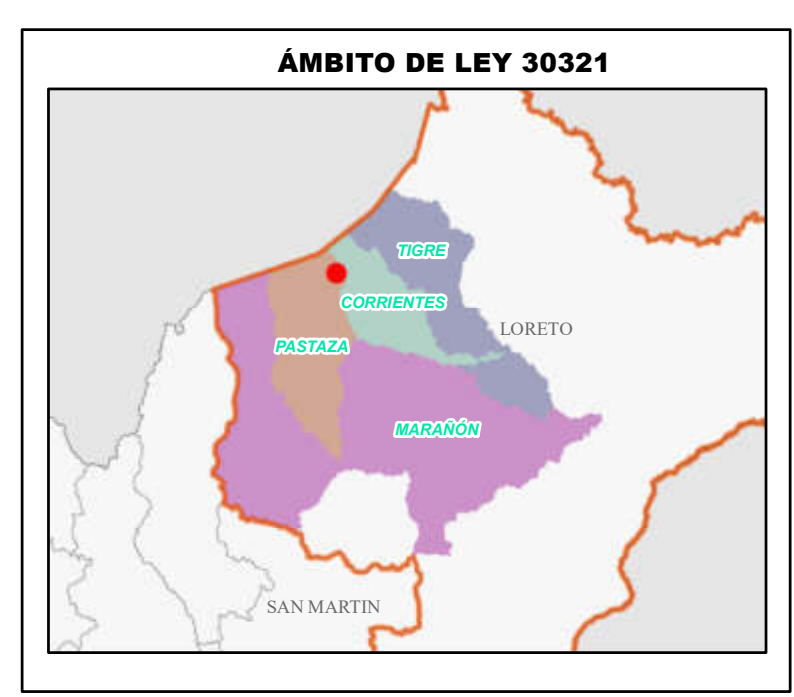 ÁMBITO DE LEY 30321
TIGRE
CORRIENTES
LORETO
PASTAZA
MARAÑÓN
SAN MARTIN